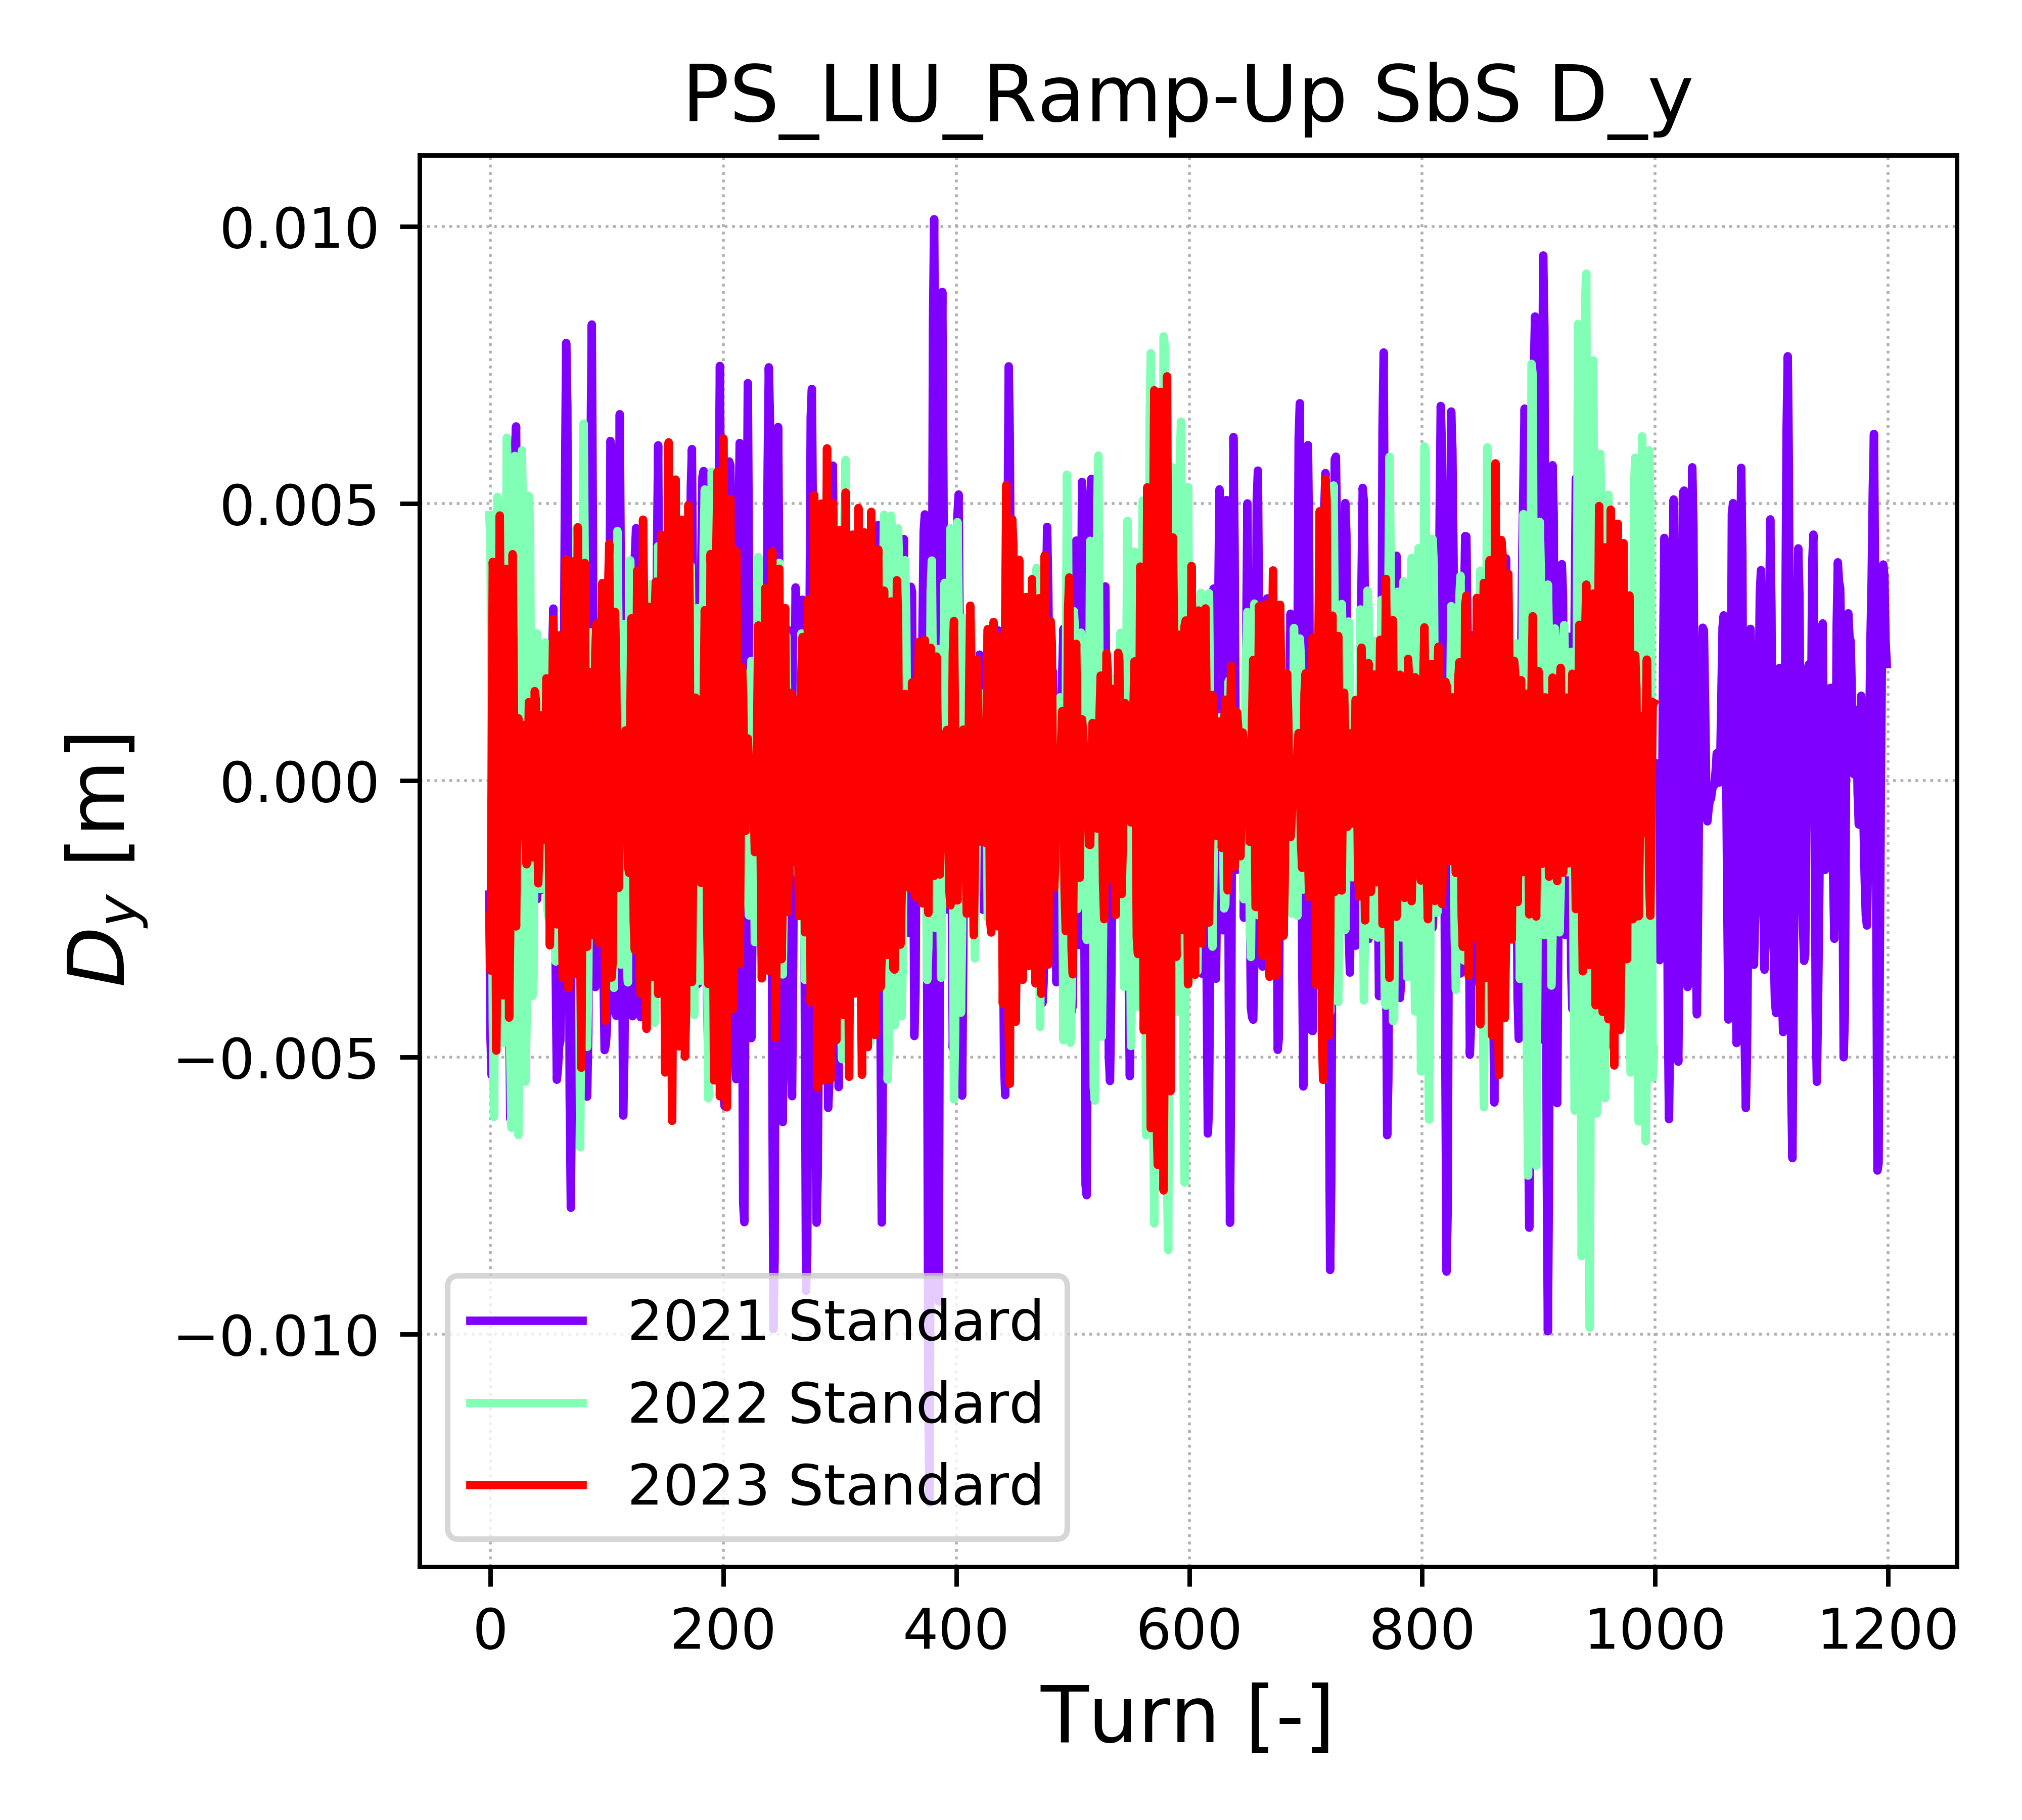 PS_LIU_Ramp-Up SbS D_y
0.010
0.005
0.000
−0.005
−0.010
D_y [m]
2021 Standard
2022 Standard
2023 Standard
0 200 400 600 800 1000 1200
Turn [-]